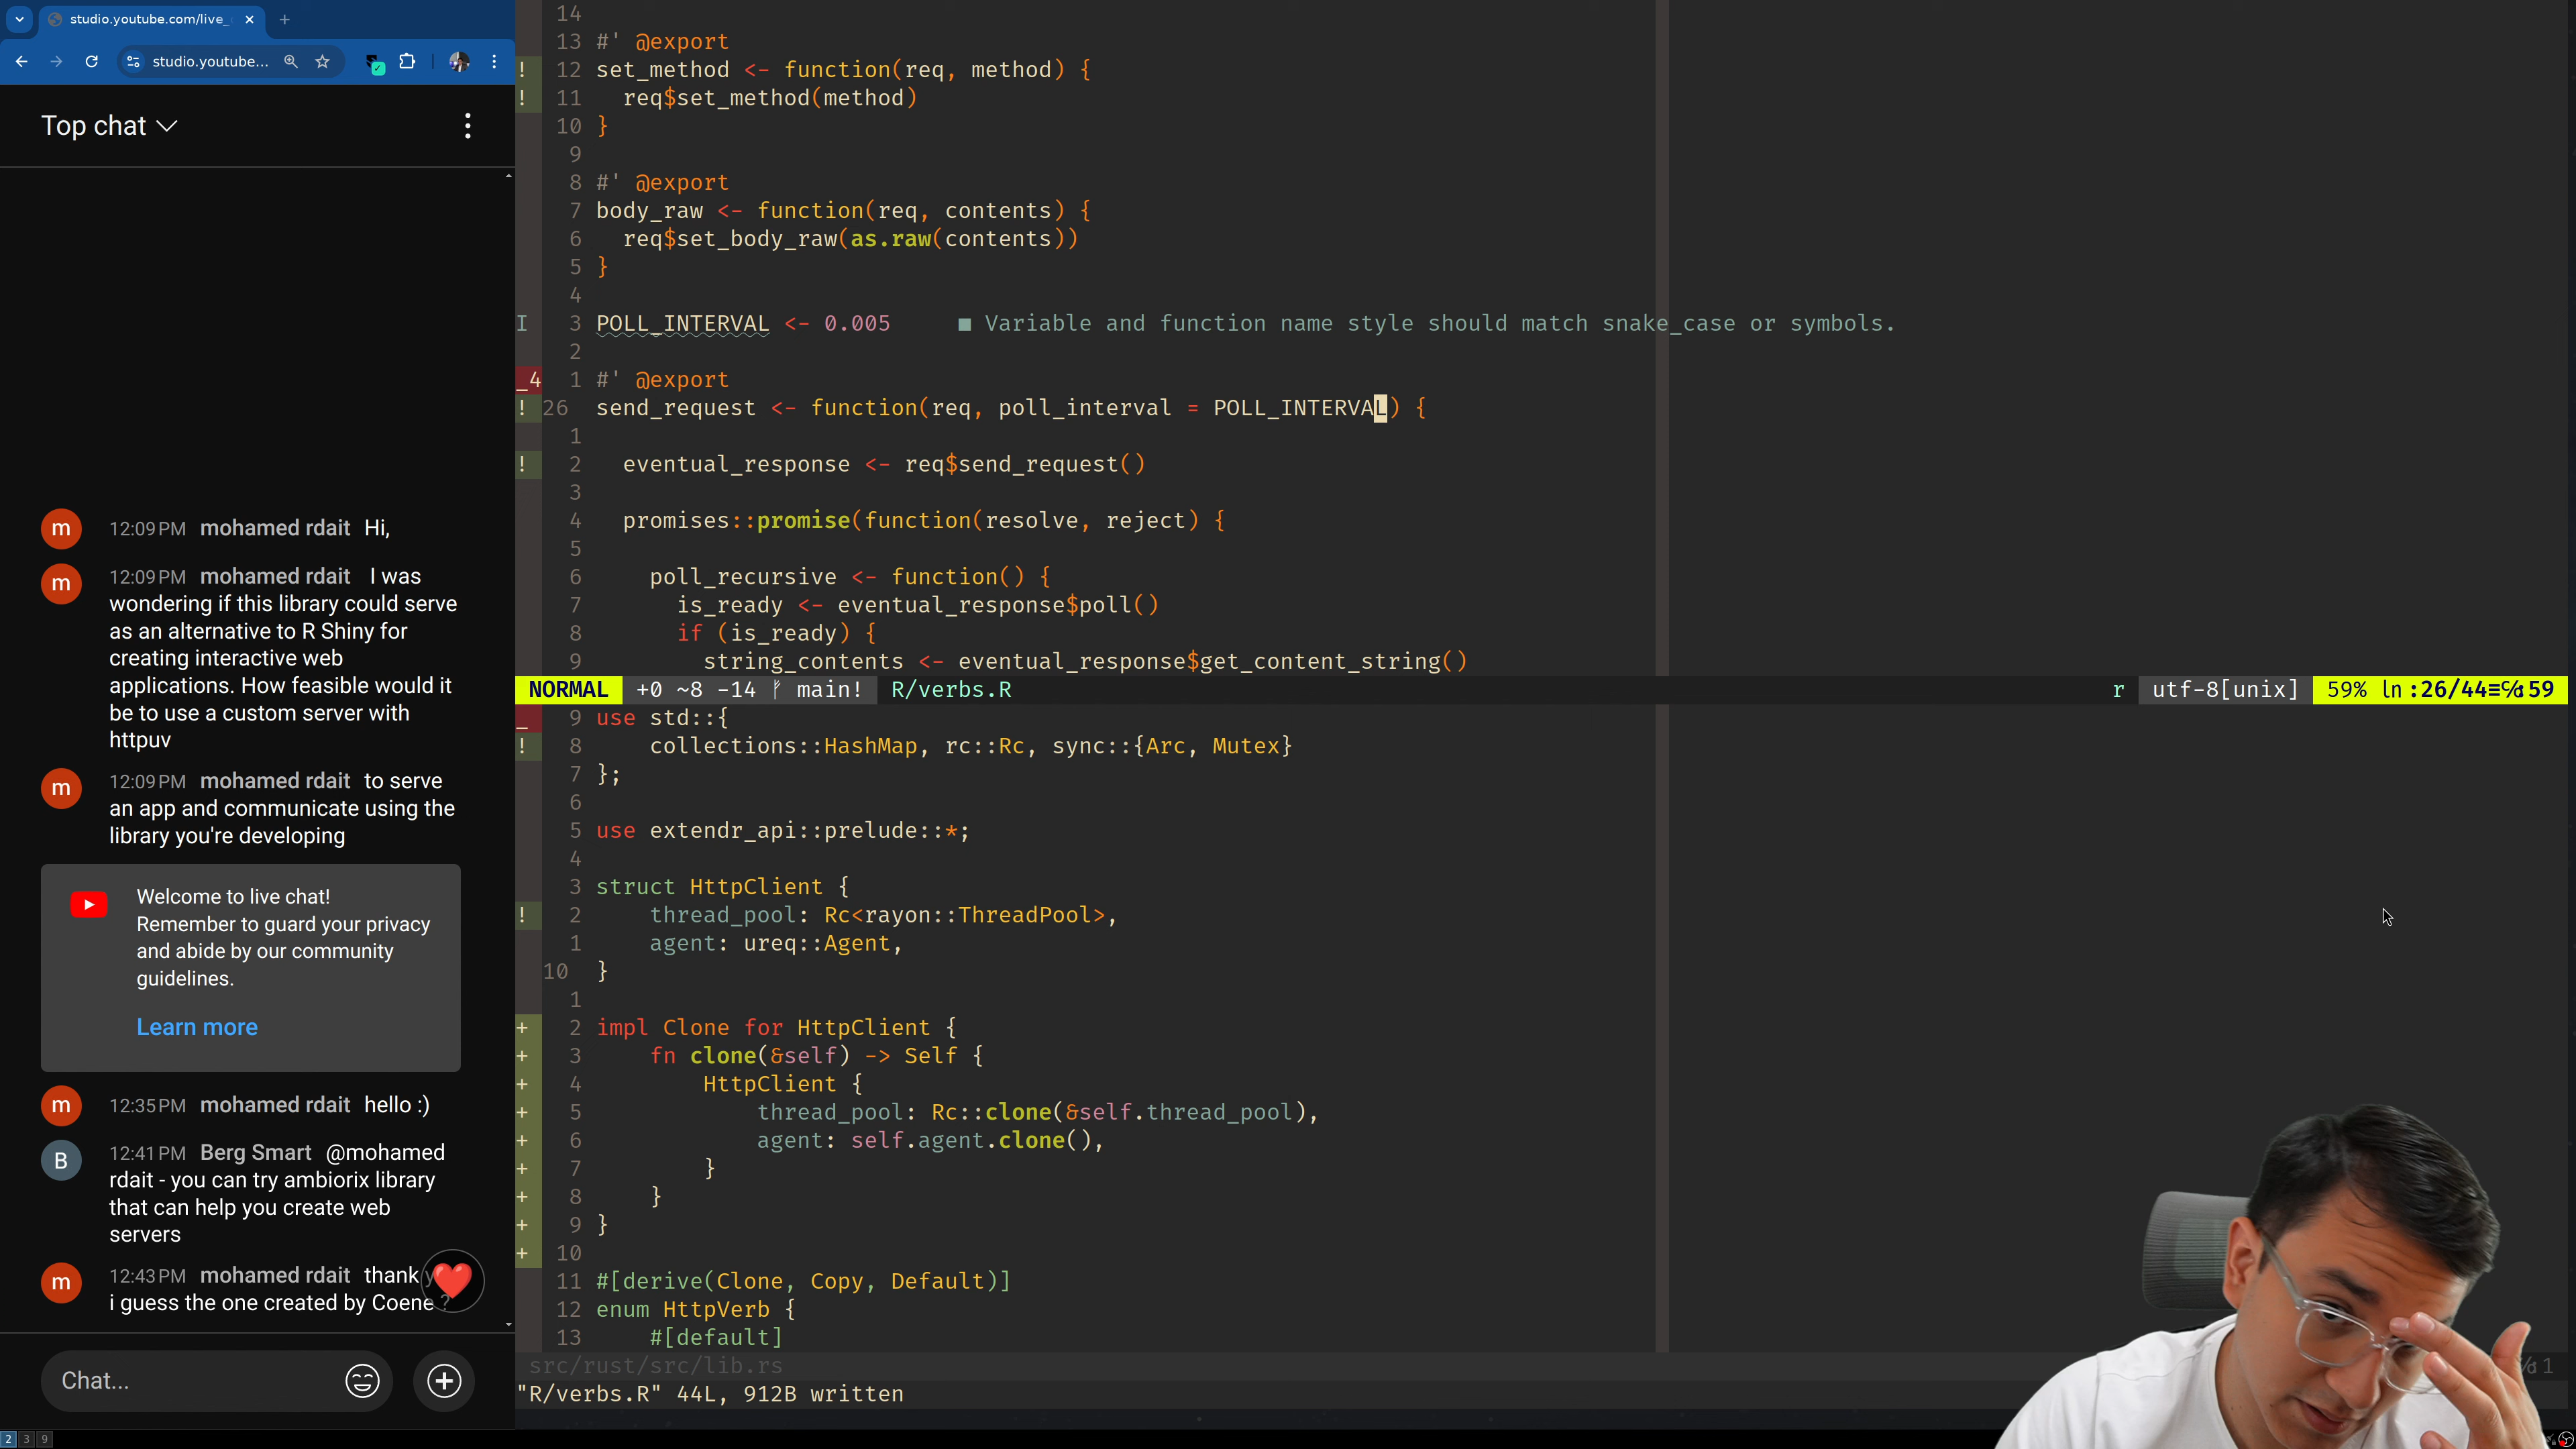 studio.youtube.com/live_
studio.youtube...
Top chat
12:09 PM mohamed rdait Hi,
12:09 PM mohamed rdait I was
wondering if this library could serve
as an alternative to R Shiny for
creating interactive web
applications. How feasible would it
be to use a custom server with
httpuv
12:09 PM mohamed rdait to serve
an app and communicate using the
library you're developing
Welcome to live chat!
Remember to guard your privacy
and abide by our community
guidelines.
Learn more
12:35 PM mohamed rdait hello :)
12:41 PM Berg Smart @mohamed
rdait - you can try ambiorix library
that can help you create web
servers
12:43 PM mohamed rdait thank
i guess the one created by Coene ?
Chat...
2 3 9
14
13 #' @export
! 12 set_method <- function(req, method) {
! 11 req$set_method(method)
10 }
9
8 #' @export
7 body_raw <- function(req, contents) {
6 req$set_body_raw(as.raw(contents))
5 }
4
I 3 POLL_INTERVAL <- 0.005 ■ Variable and function name style should match snake_case or symbols.
2
_4 1 #' @export
! 26 send_request <- function(req, poll_interval = POLL_INTERVAL) {
1
! 2 eventual_response <- req$send_request()
3
4 promises::promise(function(resolve, reject) {
5
6 poll_recursive <- function() {
7 is_ready <- eventual_response$poll()
8 if (is_ready) {
9 string_contents <- eventual_response$get_content_string()
NORMAL +0 ~8 -14 ᚠ main! R/verbs.R r utf-8[unix] 59% ln:26/44≡℅:59
_ 9 use std::{
! 8 collections::HashMap, rc::Rc, sync::{Arc, Mutex}
7 };
6
5 use extendr_api::prelude::*;
4
3 struct HttpClient {
! 2 thread_pool: Rc<rayon::ThreadPool>,
1 agent: ureq::Agent,
10 }
1
+ 2 impl Clone for HttpClient {
+ 3 fn clone(&self) -> Self {
+ 4 HttpClient {
+ 5 thread_pool: Rc::clone(&self.thread_pool),
+ 6 agent: self.agent.clone(),
+ 7 }
+ 8 }
+ 9 }
+ 10
11 #[derive(Clone, Copy, Default)]
12 enum HttpVerb {
13 #[default]
src/rust/src/lib.rs
"R/verbs.R" 44L, 912B written